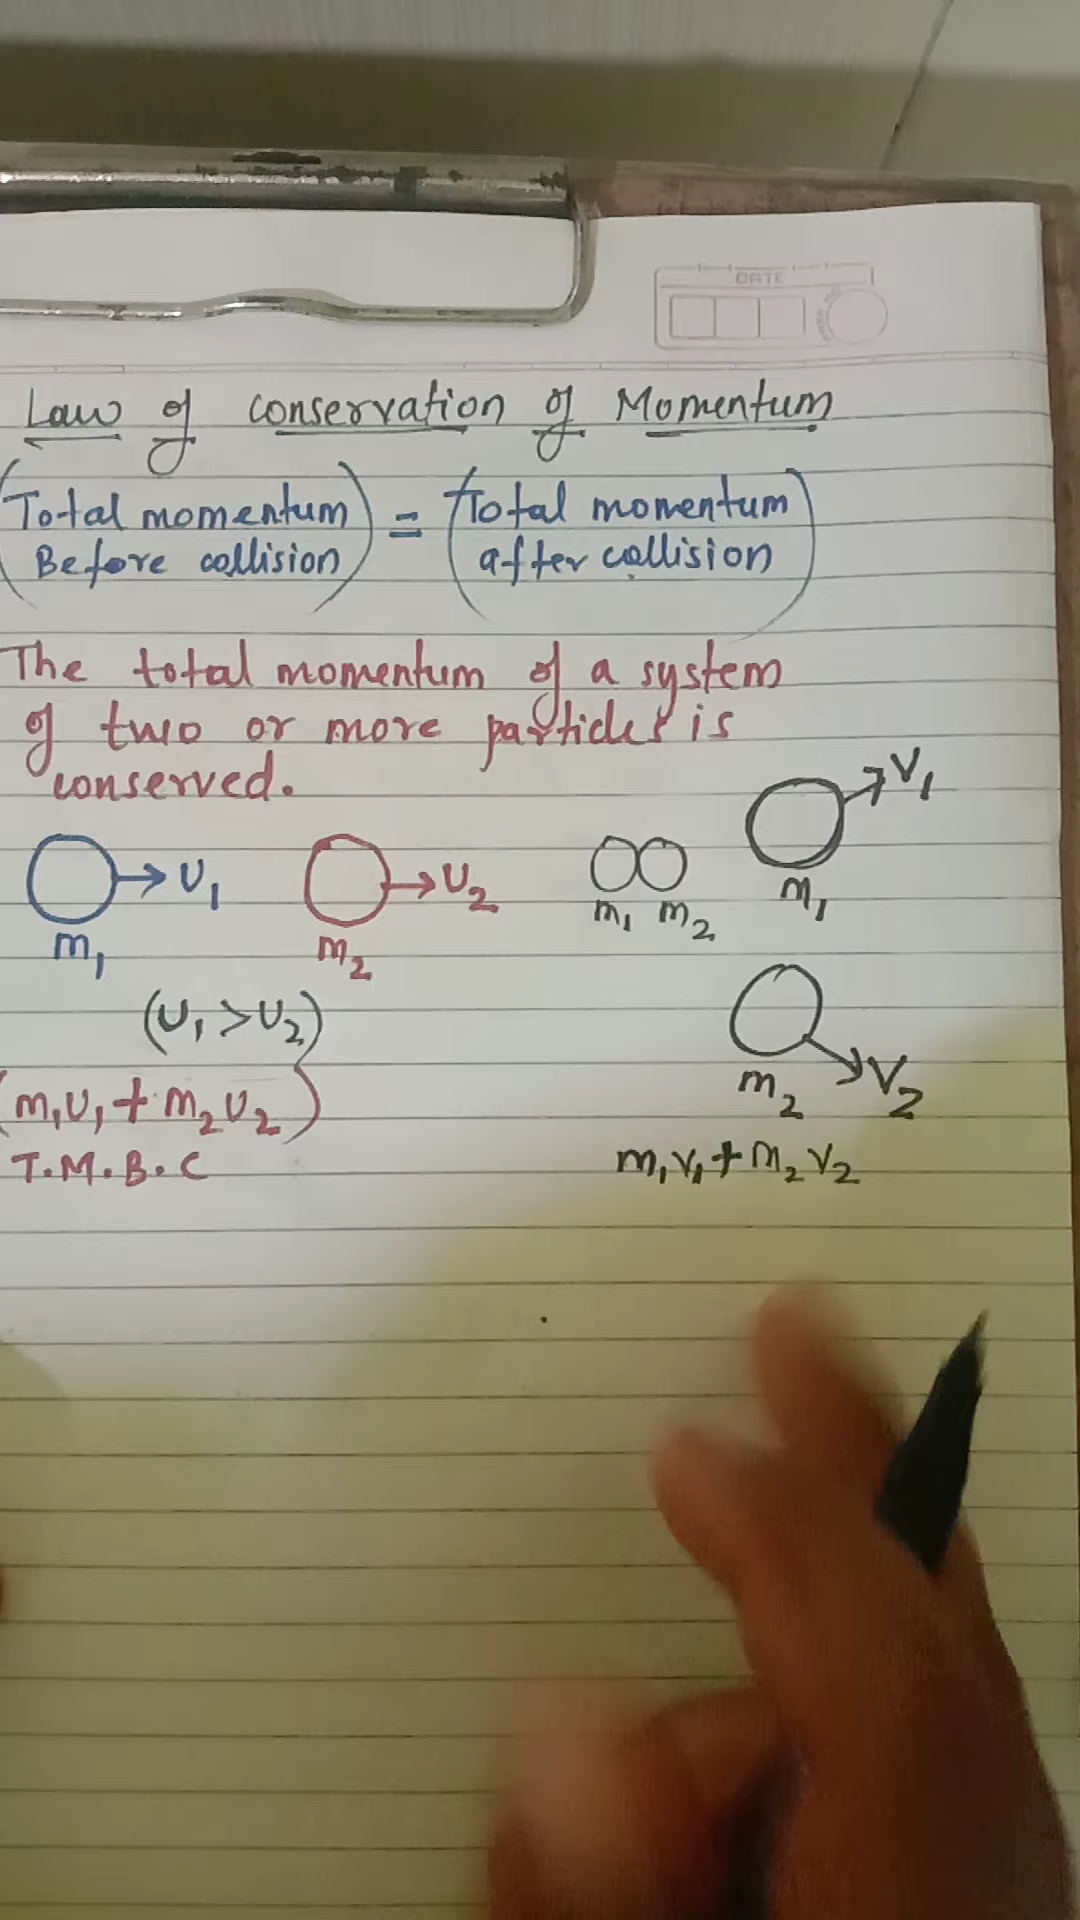 DATE
Law of conservation of Momentum
(Total momentum Before collision) = (Total momentum after collision)
The total momentum of a system
of two or more particles is
conserved.
m₁ → U₁
m₂ → U₂
(U₁ > U₂)
(m₁U₁ + m₂U₂)
T.M.B.C
m₁ m₂
V₁
m₁
m₂
V₂
m₁v₁ + m₂v₂